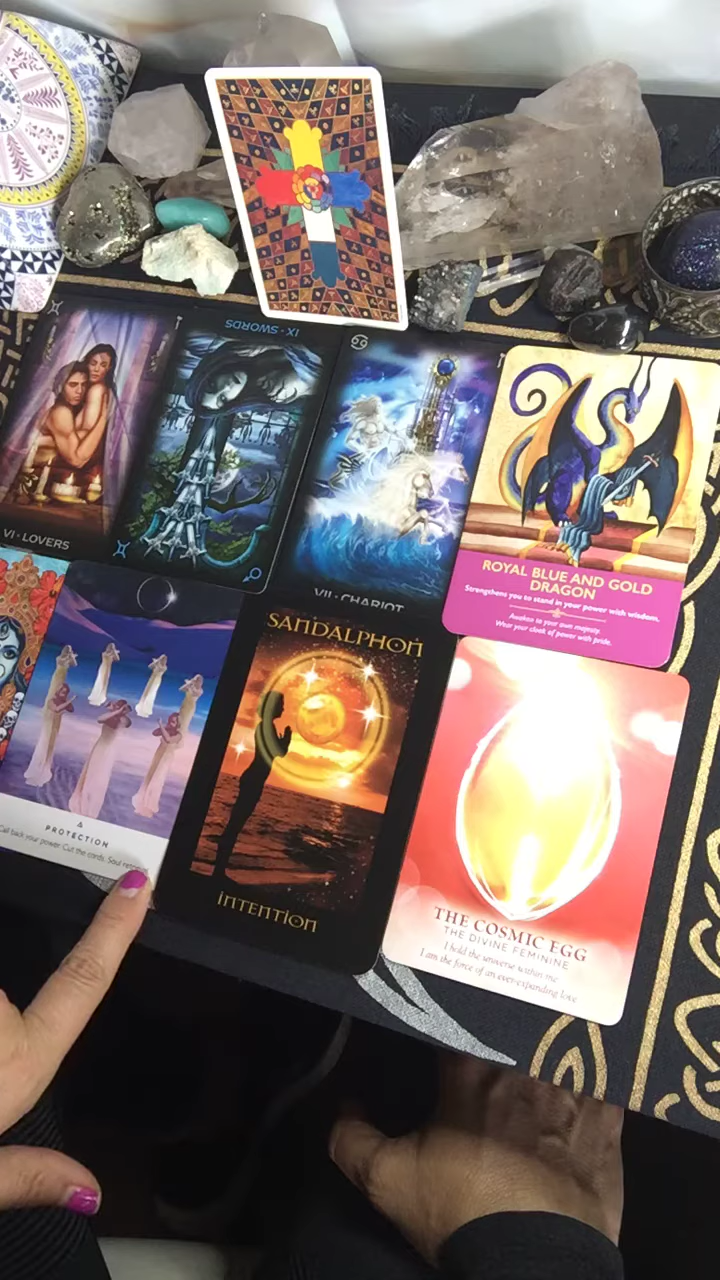 IX · SWORDS
VI · LOVERS
VII · CHARIOT
ROYAL BLUE AND GOLD
DRAGON
Strengthens you to stand in your power with wisdom.
Awaken to your own majesty.
Wear your cloak of power with pride.
PROTECTION
Call back your power. Cut the cords. Soul
SANDALPHON
INTENTION
THE COSMIC EGG
THE DIVINE FEMININE
I hold the universe within me
I am the force of an ever-expanding love